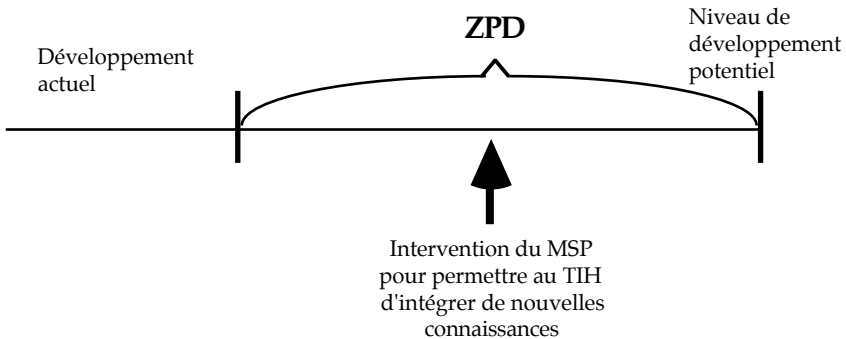 Développement
actuel
ZPD
Niveau de
développement
potentiel
Intervention du MSP
pour permettre au TIH
d'intégrer de nouvelles
connaissances